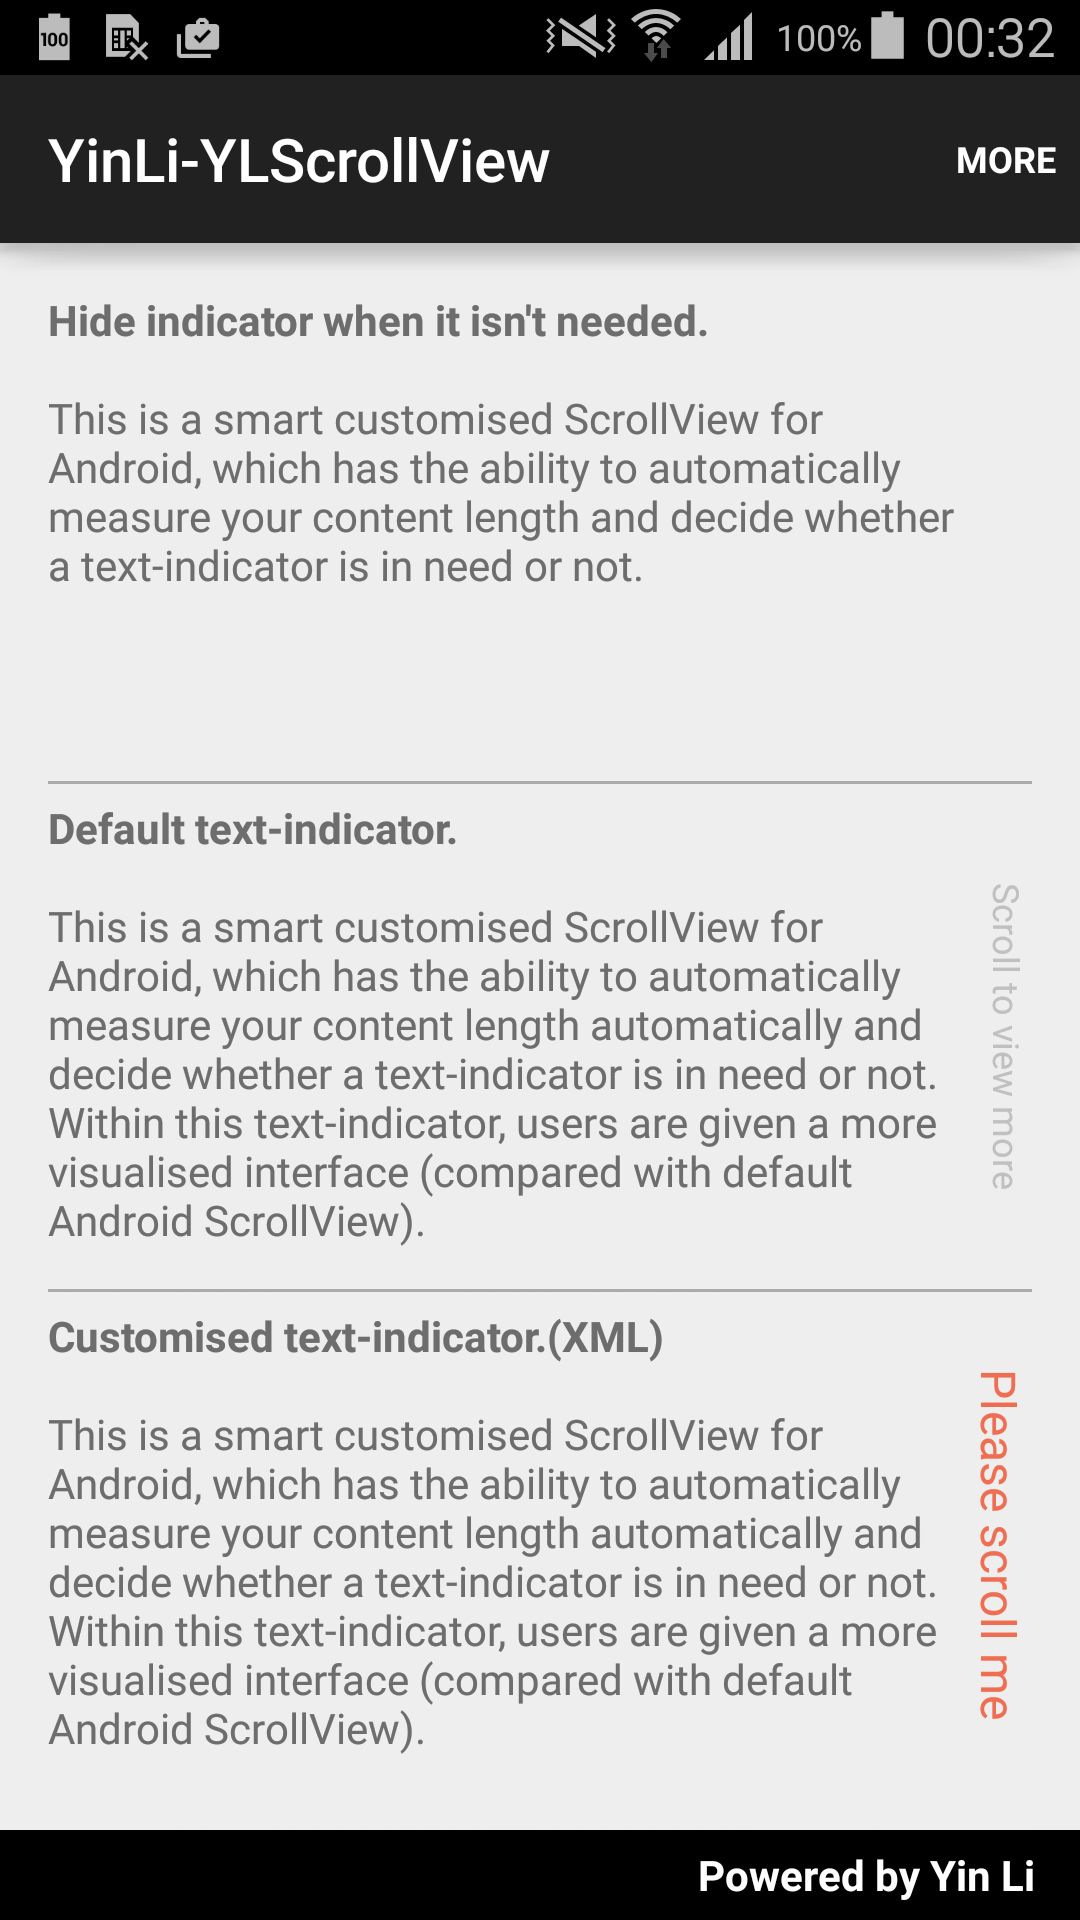 100
100%
00:32
YinLi-YLScrollView
MORE
Hide indicator when it isn't needed.
This is a smart customised ScrollView for
Android, which has the ability to automatically
measure your content length and decide whether
a text-indicator is in need or not.
Default text-indicator.
This is a smart customised ScrollView for
Android, which has the ability to automatically
measure your content length automatically and
decide whether a text-indicator is in need or not.
Within this text-indicator, users are given a more
visualised interface (compared with default
Android ScrollView).
Scroll to view more
Customised text-indicator.(XML)
This is a smart customised ScrollView for
Android, which has the ability to automatically
measure your content length automatically and
decide whether a text-indicator is in need or not.
Within this text-indicator, users are given a more
visualised interface (compared with default
Android ScrollView).
Please scroll me
Powered by Yin Li